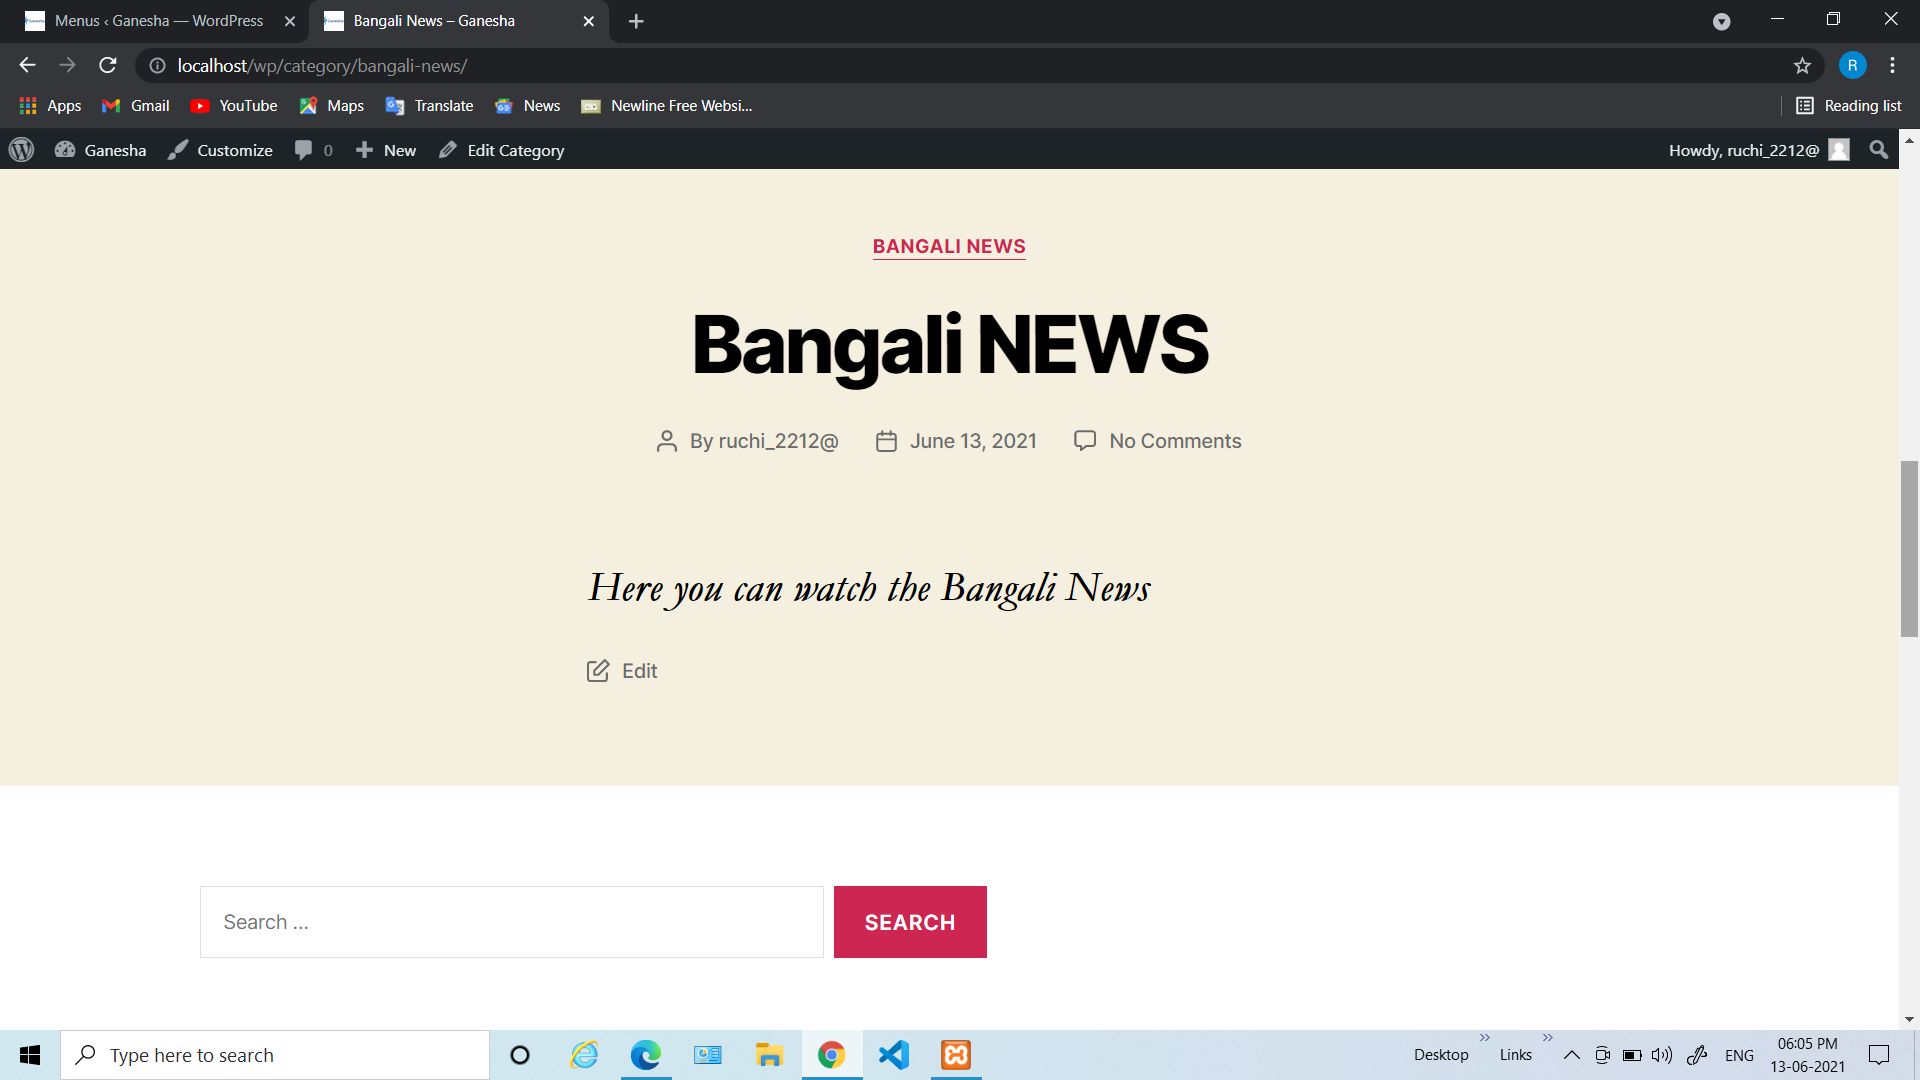 Menus ‹ Ganesha — WordPress
Bangali News – Ganesha
localhost/wp/category/bangali-news/
R
Apps
Gmail
YouTube
Maps
Translate
News
Newline Free Websi...
Reading list
Ganesha
Customize
0
New
Edit Category
Howdy, ruchi_2212@
BANGALI NEWS
Bangali NEWS
By ruchi_2212@
June 13, 2021
No Comments
Here you can watch the Bangali News
Edit
Search ...
SEARCH
Type here to search
Desktop
Links
ENG
06:05 PM
13-06-2021